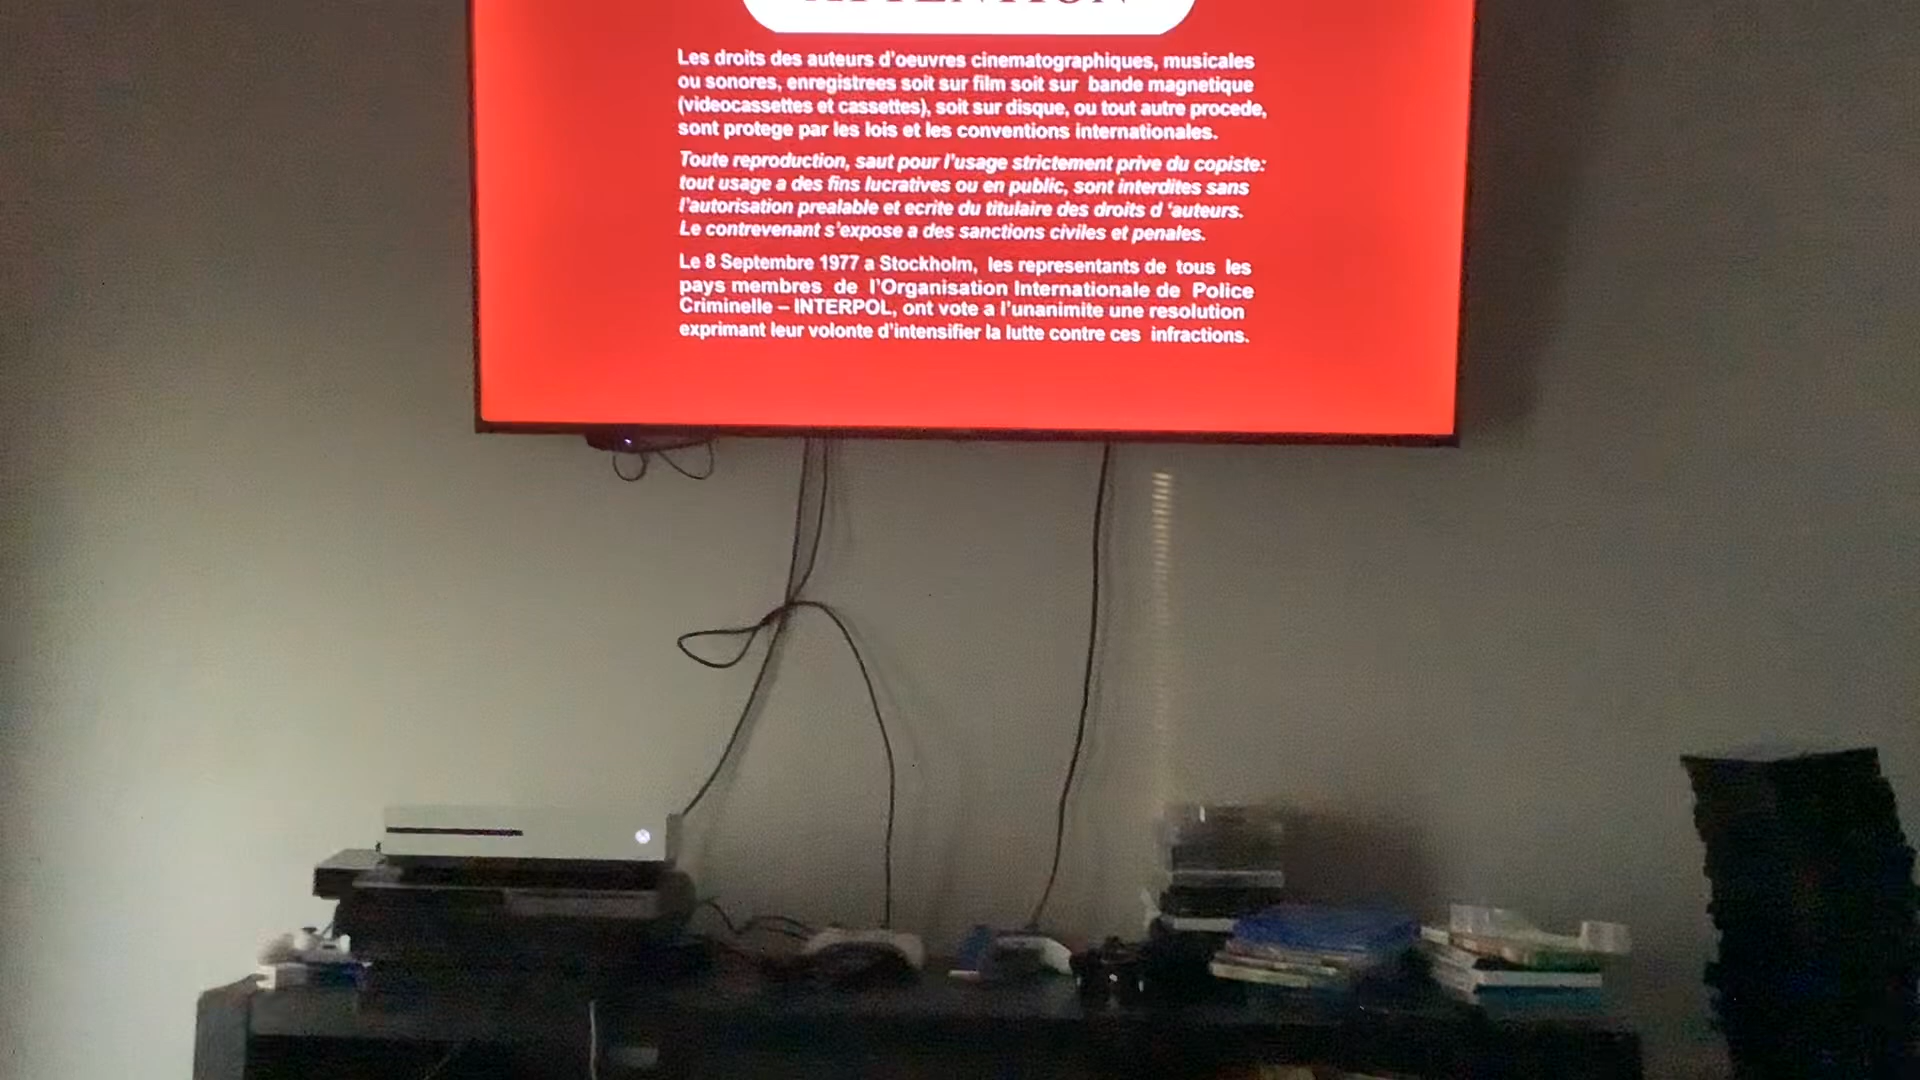 ATTENTION
Les droits des auteurs d'oeuvres cinematographiques, musicales
ou sonores, enregistrees soit sur film soit sur bande magnetique
(videocassettes et cassettes), soit sur disque, ou tout autre procede,
sont protege par les lois et les conventions internationales.
Toute reproduction, saut pour l'usage strictement prive du copiste:
tout usage a des fins lucratives ou en public, sont interdites sans
l'autorisation prealable et ecrite du titulaire des droits d 'auteurs.
Le contrevenant s'expose a des sanctions civiles et penales.
Le 8 Septembre 1977 a Stockholm, les representants de tous les
pays membres de l'Organisation Internationale de Police
Criminelle – INTERPOL, ont vote a l'unanimite une resolution
exprimant leur volonte d'intensifier la lutte contre ces infractions.